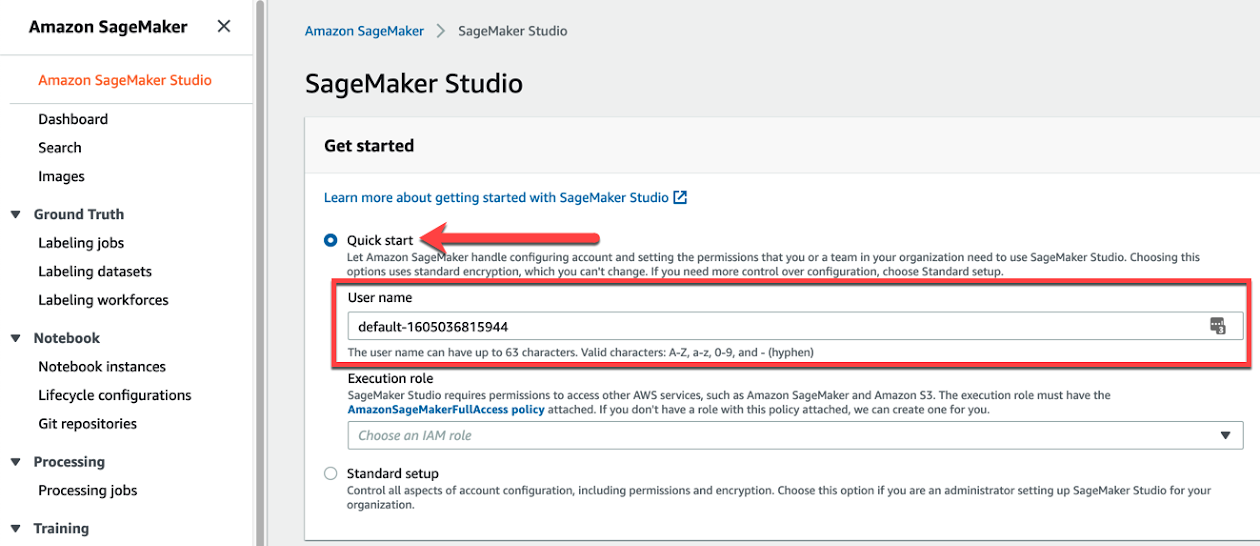 Amazon SageMaker
Amazon SageMaker Studio
Dashboard
Search
Images
Ground Truth
Labeling jobs
Labeling datasets
Labeling workforces
Notebook
Notebook instances
Lifecycle configurations
Git repositories
Processing
Processing jobs
Training
Amazon SageMaker > SageMaker Studio
SageMaker Studio
Get started
Learn more about getting started with SageMaker Studio
Quick start
Let Amazon SageMaker handle configuring account and setting the permissions that you or a team in your organization need to use SageMaker Studio. Choosing this
options uses standard encryption, which you can't change. If you need more control over configuration, choose Standard setup.
User name
default-1605036815944
3
The user name can have up to 63 characters. Valid characters: A-Z, a-z, 0-9, and - (hyphen)
Execution role
SageMaker Studio requires permissions to access other AWS services, such as Amazon SageMaker and Amazon S3. The execution role must have the
AmazonSageMakerFullAccess policy attached. If you don't have a role with this policy attached, we can create one for you.
Choose an IAM role
Standard setup
Control all aspects of account configuration, including permissions and encryption. Choose this option if you are an administrator setting up SageMaker Studio for your
organization.